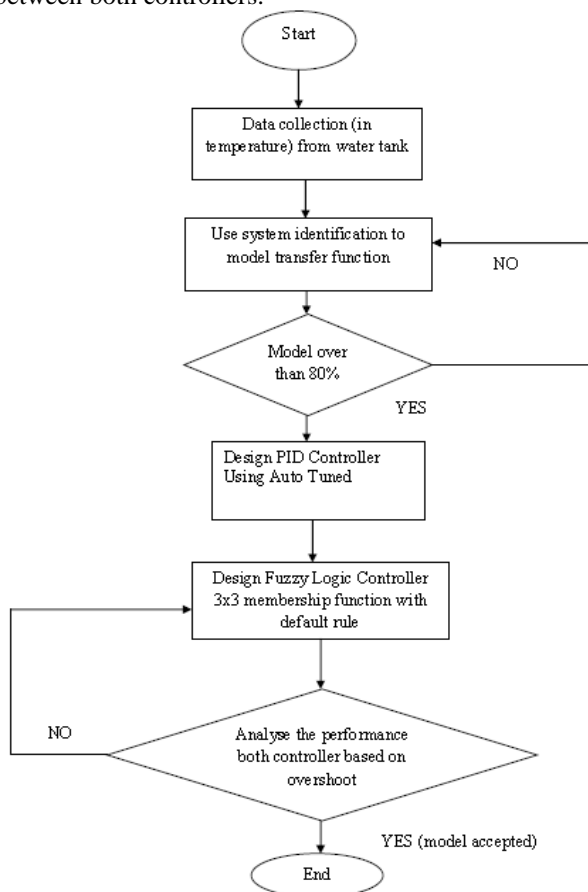 between both controllers.
Start
Data collection (in
temperature) from water tank
Use system identification to
model transfer function
NO
Model over
than 80%
YES
Design PID Controller
Using Auto Tuned
Design Fuzzy Logic Controller
3x3 membership function with
default rule
NO
Analyse the performance
both controller based on
overshoot
YES (model accepted)
End